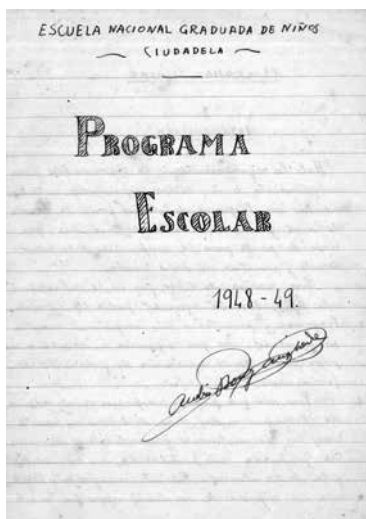 ESCUELA NACIONAL GRADUADA DE NIÑOS
CIUDADELA
PROGRAMA
ESCOLAR
1948-49.